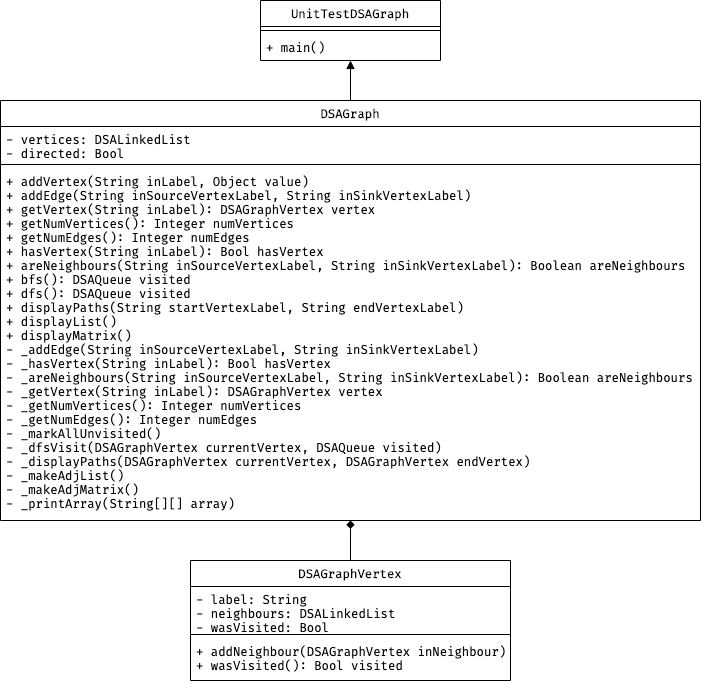 UnitTestDSAGraph
+ main()
DSAGraph
- vertices: DSALinkedList
- directed: Bool
+ addVertex(String inLabel, Object value)
+ addEdge(String inSourceVertexLabel, String inSinkVertexLabel)
+ getVertex(String inLabel): DSAGraphVertex vertex
+ getNumVertices(): Integer numVertices
+ getNumEdges(): Integer numEdges
+ hasVertex(String inLabel): Bool hasVertex
+ areNeighbours(String inSourceVertexLabel, String inSinkVertexLabel): Boolean areNeighbours
+ bfs(): DSAQueue visited
+ dfs(): DSAQueue visited
+ displayPaths(String startVertexLabel, String endVertexLabel)
+ displayList()
+ displayMatrix()
- _addEdge(String inSourceVertexLabel, String inSinkVertexLabel)
- _hasVertex(String inLabel): Bool hasVertex
- _areNeighbours(String inSourceVertexLabel, String inSinkVertexLabel): Boolean areNeighbours
- _getVertex(String inLabel): DSAGraphVertex vertex
- _getNumVertices(): Integer numVertices
- _getNumEdges(): Integer numEdges
- _markAllUnvisited()
- _dfsVisit(DSAGraphVertex currentVertex, DSAQueue visited)
- _displayPaths(DSAGraphVertex currentVertex, DSAGraphVertex endVertex)
- _makeAdjList()
- _makeAdjMatrix()
- _printArray(String[][] array)
DSAGraphVertex
- label: String
- neighbours: DSALinkedList
- wasVisited: Bool
+ addNeighbour(DSAGraphVertex inNeighbour)
+ wasVisited(): Bool visited